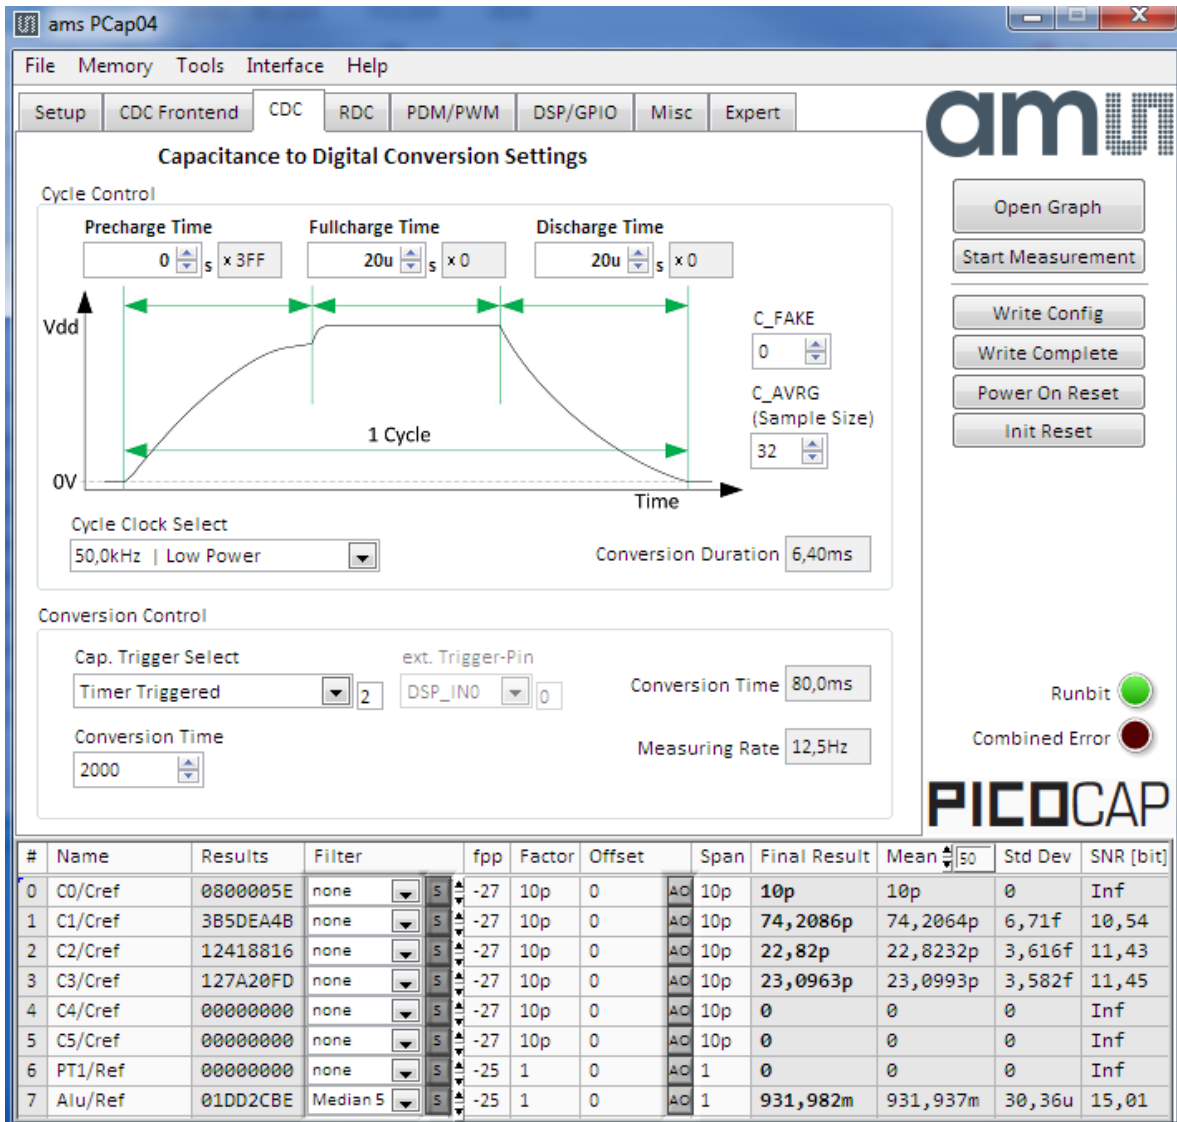 ams PCap04
File Memory Tools Interface Help
Setup CDC Frontend CDC RDC PDM/PWM DSP/GPIO Misc Expert
amu
Capacitance to Digital Conversion Settings
Cycle Control
Precharge Time Fullcharge Time Discharge Time
0 s x 3FF 20u s x 0 20u s x 0
Open Graph
Start Measurement
Write Config
Write Complete
Power On Reset
Init Reset
Vdd
C_FAKE
0
C_AVRG
(Sample Size)
32
1 Cycle
0V
Time
Cycle Clock Select
50,0kHz | Low Power
Conversion Duration 6,40ms
Conversion Control
Cap. Trigger Select ext. Trigger-Pin
Timer Triggered 2 DSP_IN0 0
Conversion Time 80,0ms
Conversion Time
2000
Measuring Rate 12,5Hz
Runbit
Combined Error
PICOCAP
# Name Results Filter fpp Factor Offset Span Final Result Mean 50 Std Dev SNR [bit]
0 C0/Cref 0800005E none S -27 10p 0 AO 10p 10p 10p 0 Inf
1 C1/Cref 3B5DEA4B none S -27 10p 0 AO 10p 74,2086p 74,2064p 6,71f 10,54
2 C2/Cref 12418816 none S -27 10p 0 AO 10p 22,82p 22,8232p 3,616f 11,43
3 C3/Cref 127A20FD none S -27 10p 0 AO 10p 23,0963p 23,0993p 3,582f 11,45
4 C4/Cref 00000000 none S -27 10p 0 AO 10p 0 0 0 Inf
5 C5/Cref 00000000 none S -27 10p 0 AO 10p 0 0 0 Inf
6 PT1/Ref 00000000 none S -25 1 0 AO 1 0 0 0 Inf
7 Alu/Ref 01DD2CBE Median 5 S -25 1 0 AO 1 931,982m 931,937m 30,36u 15,01